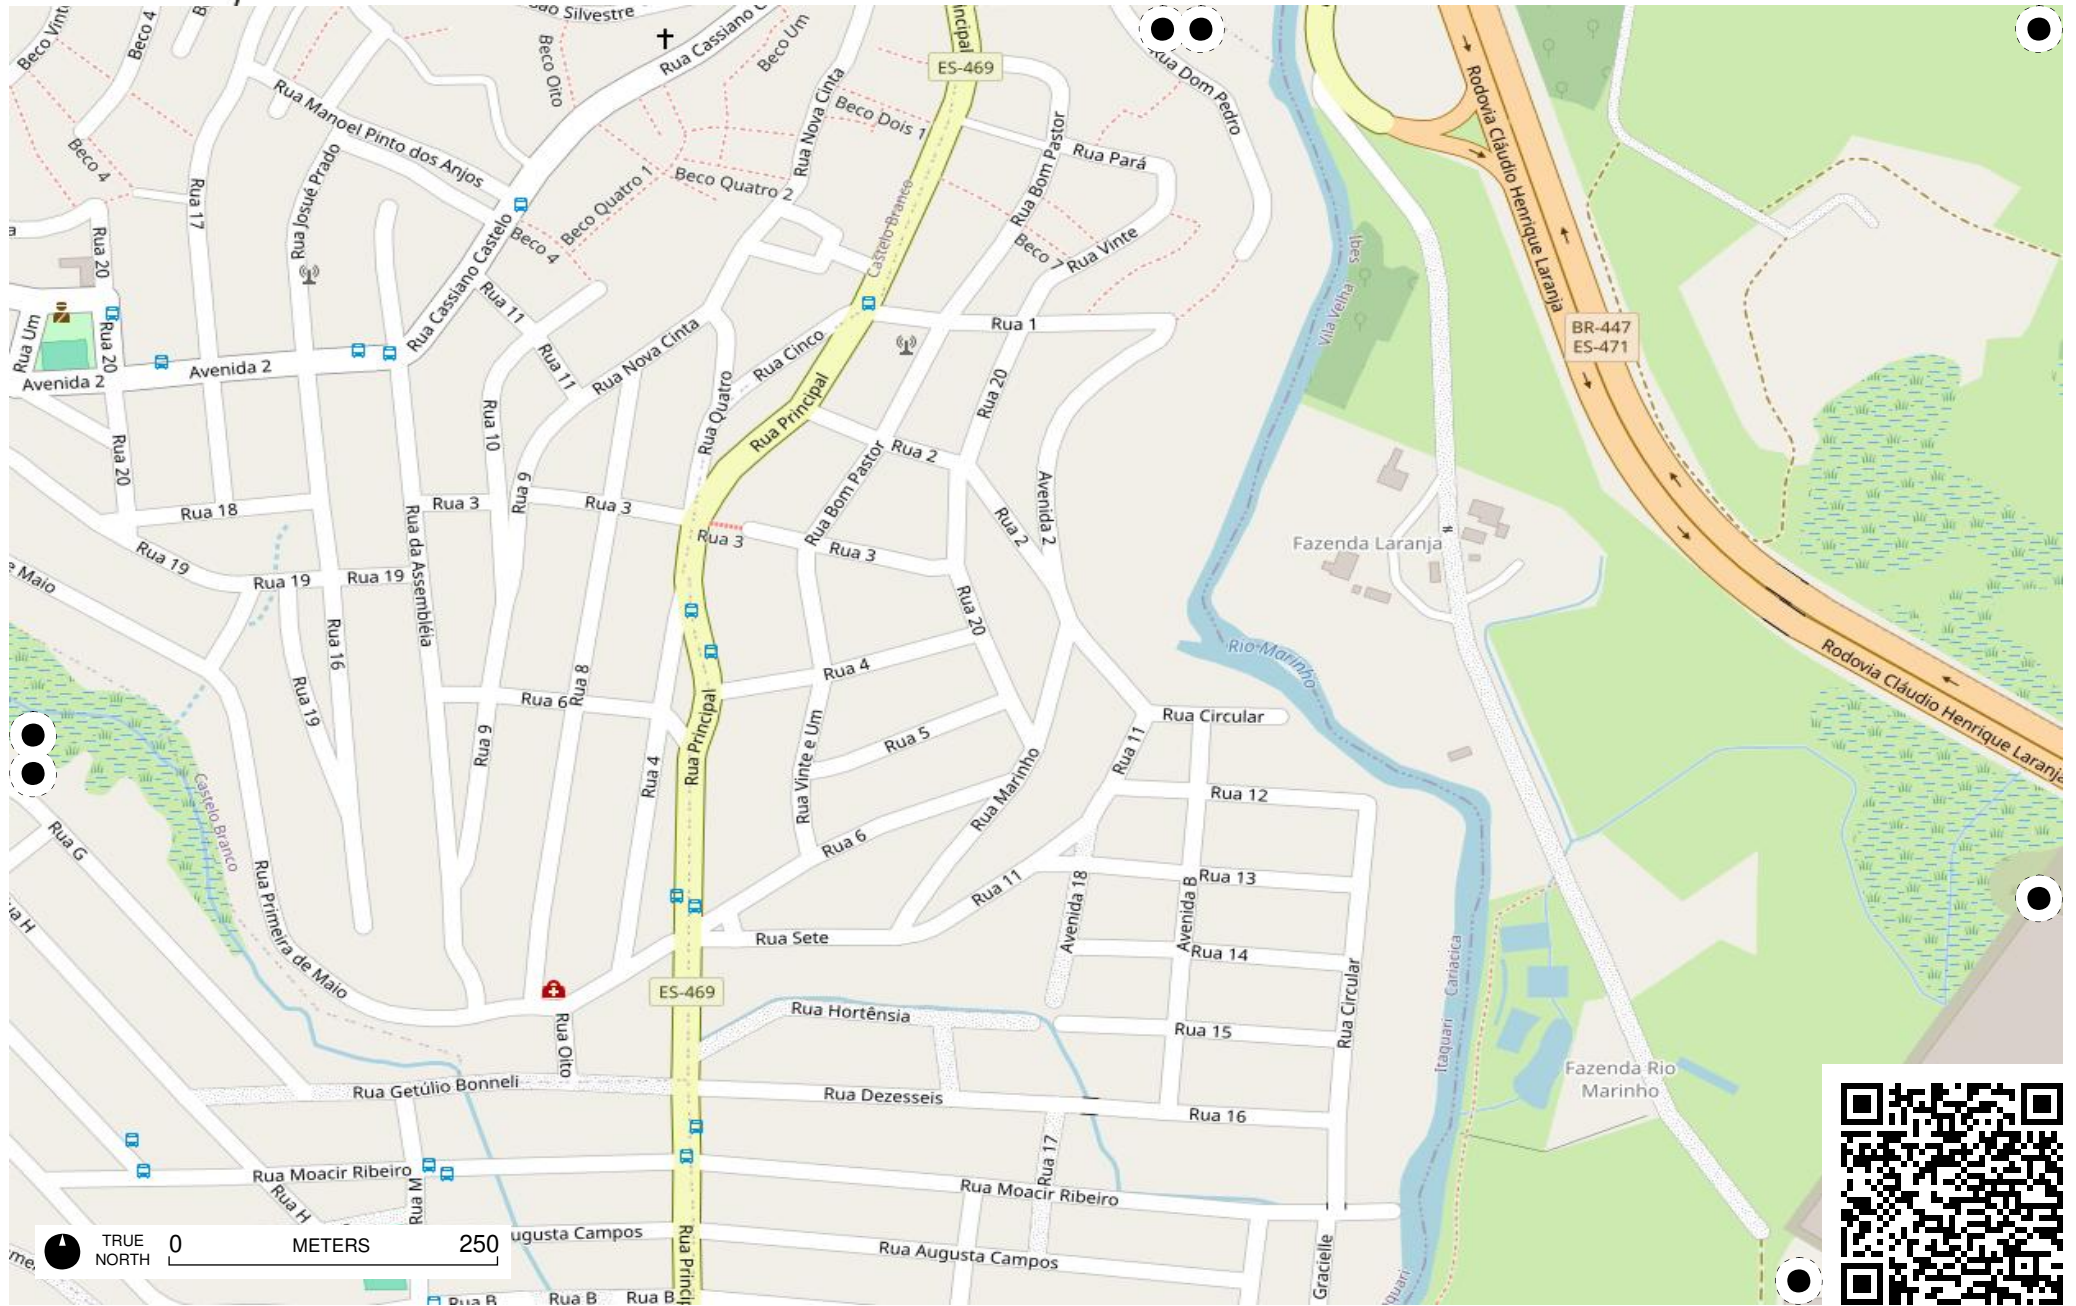 Silvestre
Beco 4
Beco Oito
Beco Um
Rua Cassiano
ES-469
Rua Dom Pedro
Rua Manoel Pinto dos Anjos
Rua Nova Cinta
Beco Dois 1
Rua Bom Pastor
Rua Pará
Rodovia Cláudio Henrique Laranja
Beco 4
Rua 17
Rua Josué Prado
Beco Quatro 1
Beco Quatro 2
Castelo Branco
Rua 20
Rua Cassiano Castelo
Beco 4
Beco 7
Rua Vinte
Ibes
Vila Velha
Rua Um
Rua 20
Rua 11
Rua 1
BR-447
ES-471
Avenida 2
Avenida 2
Rua 11
Rua Nova Cinta
Rua Cinco
Rua Quatro
Rua Principal
Rua 20
Rua 20
Rua 10
Rua 2
Rua 18
Rua 3
Rua 9
Rua 3
Rua 3
Rua Bom Pastor
Rua 3
Rua 2
Avenida 2
Fazenda Laranja
Rua 19
Rua 19
Rua 19
Rua da Assembléia
Maio
Rua 16
Rua 20
Rio Marinho
Rodovia Cláudio Henrique Laranja
Rua 19
Rua 6
Rua 8
Rua 4
Rua Circular
Rua 9
Rua 4
Rua Principal
Rua Vinte e Um
Rua 5
Rua Marinho
Rua 11
Rua 12
Castelo Branco
Rua G
Rua 6
Rua 11
Avenida 18
Avenida B
Rua 13
Rua Primeira de Maio
Rua Sete
Rua 14
Rua Circular
Cariacica
Itaquari
ES-469
Rua Oito
Rua Hortênsia
Rua 15
Fazenda Rio
Marinho
Rua Getúlio Bonneli
Rua Dezesseis
Rua 16
Rua 17
Rua Moacir Ribeiro
Rua Moacir Ribeiro
Rua H
Rua M
Augusta Campos
Rua Augusta Campos
Gracielle
TRUE
NORTH
0 METERS 250
Rua B
Rua B
Rua B